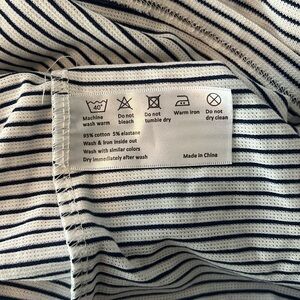 40°
Machine wash warm
Do not bleach
Do not tumble dry
Warm iron
Do not dry clean
95% cotton 5% elastane
Wash & Iron inside out
Wash with similar colors
Dry immediately after wash
Made in China